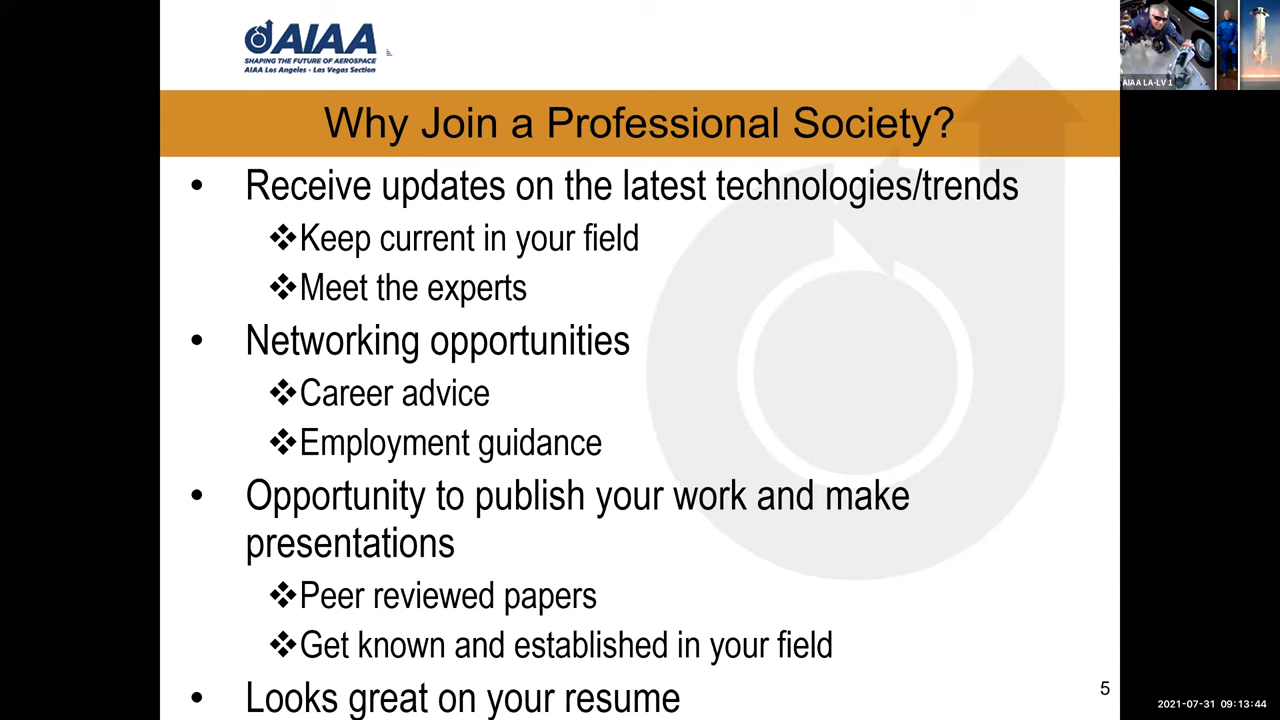 AIAA
SHAPING THE FUTURE OF AEROSPACE
AIAA Los Angeles - Las Vegas Section
AIAA LA-LV 1
Why Join a Professional Society?
• Receive updates on the latest technologies/trends
❖Keep current in your field
❖Meet the experts
• Networking opportunities
❖Career advice
❖Employment guidance
• Opportunity to publish your work and make
presentations
❖Peer reviewed papers
❖Get known and established in your field
• Looks great on your resume
5
2021-07-31 09:13:44